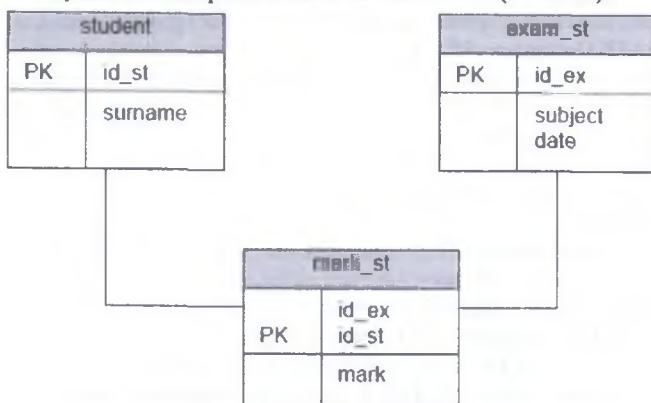 student
PK id_st
surname
exam_st
PK id_ex
subject
date
mark_st
id_ex
PK id_st
mark